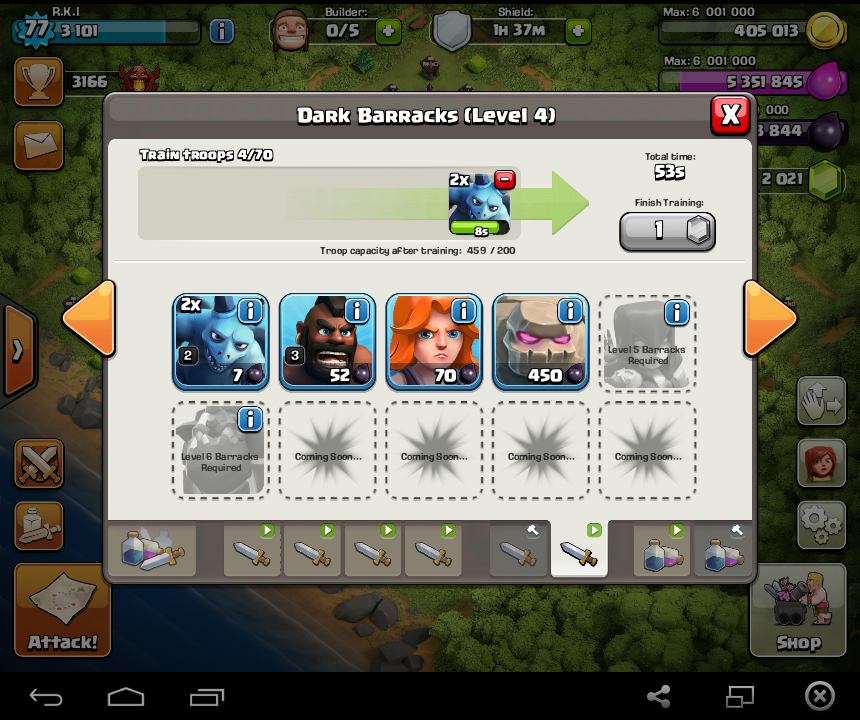 R.K.I
77
3 101
Builder:
0/5
Shield:
1H 37M
Max: 6 001 000
405 013
3166
Max: 6 001 000
5 351 845
000
3 844
2 021
Dark Barracks (Level 4)
Train troops 4/70
2x
8s
Total time:
53s
Finish Training:
1
Troop capacity after training: 459 / 200
2x
2
7
3
52
70
450
Level 5 Barracks
Required
Level 6 Barracks
Required
Coming Soon...
Coming Soon...
Coming Soon...
Coming Soon...
Attack!
Shop